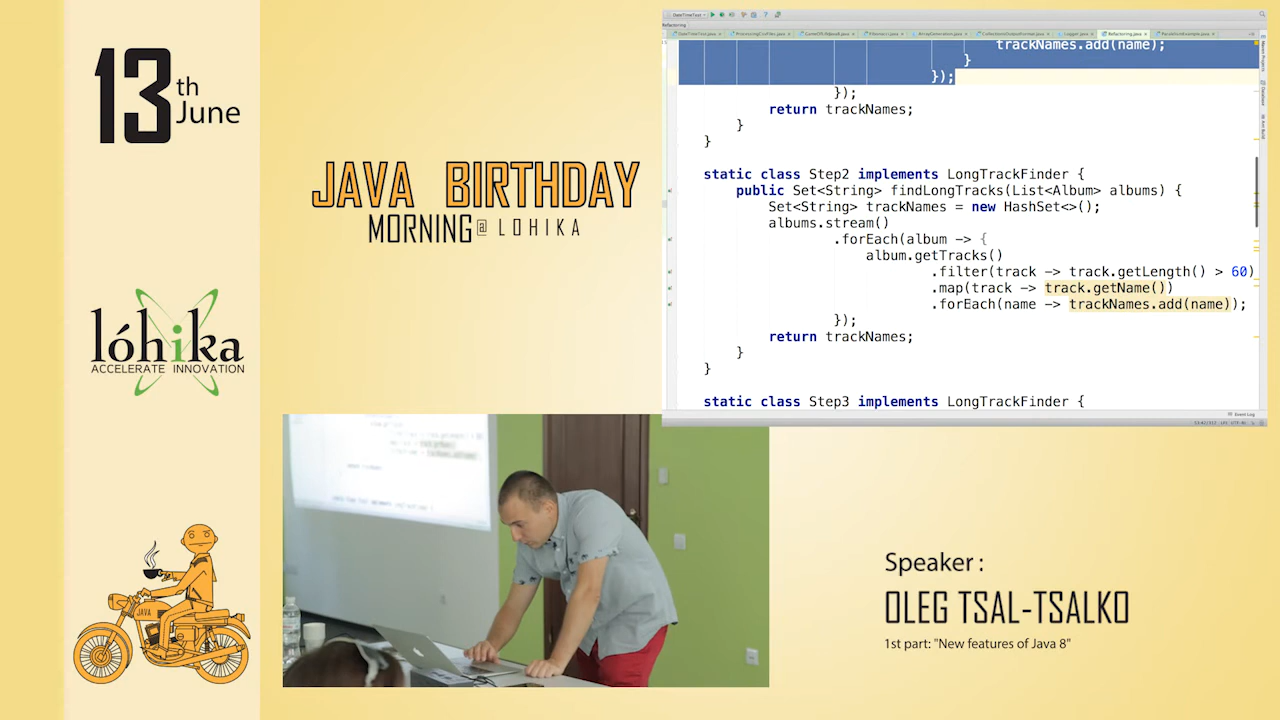 13
th
June
JAVA BIRTHDAY
MORNING @ LOHIKA
lóhika
ACCELERATE INNOVATION
JAVA
trackNames.add(name);
}
});
});
return trackNames;
}
}
static class Step2 implements LongTrackFinder {
public Set<String> findLongTracks(List<Album> albums) {
Set<String> trackNames = new HashSet<>();
albums.stream()
.forEach(album -> {
album.getTracks()
.filter(track -> track.getLength() > 60)
.map(track -> track.getName())
.forEach(name -> trackNames.add(name));
});
return trackNames;
}
}
static class Step3 implements LongTrackFinder {
Event Log
Speaker :
OLEG TSAL-TSALKO
1st part: "New features of Java 8"